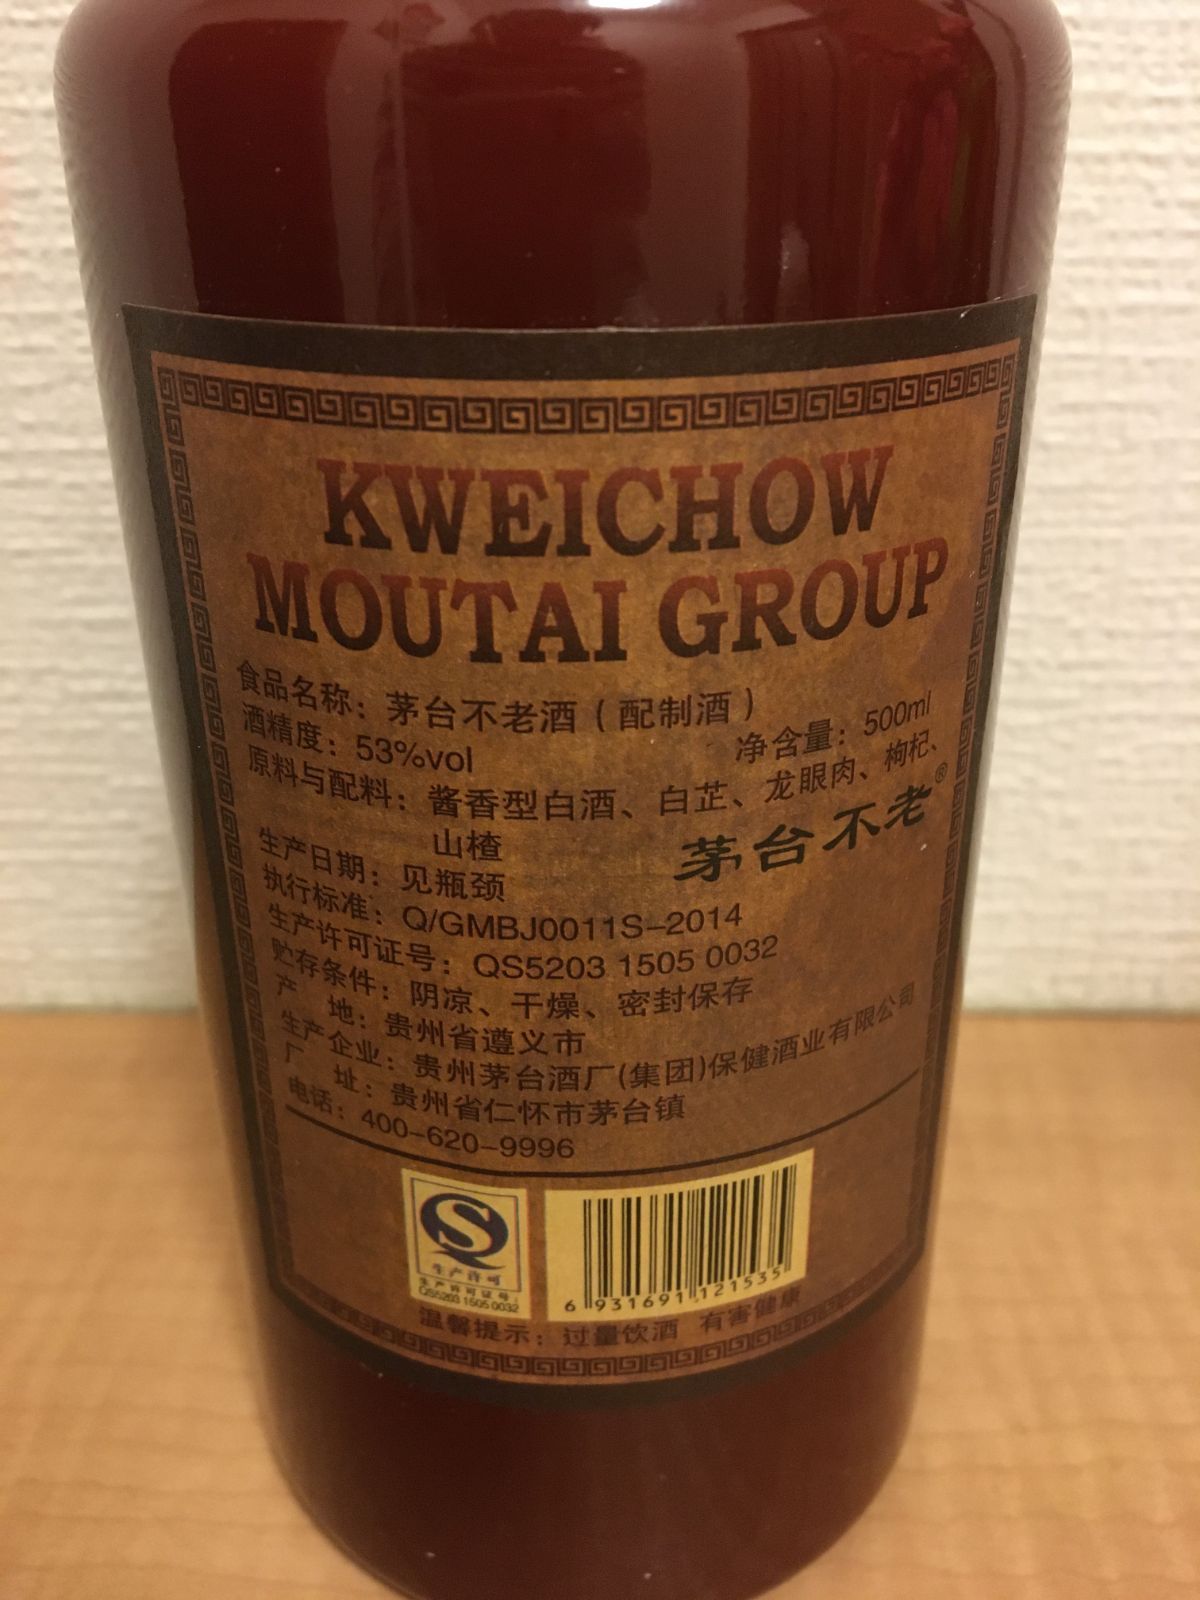 KWEICHOW
MOUTAI GROUP
食品名称：茅台不老酒（配制酒）
酒精度：53%vol 净含量：500ml
原料与配料：酱香型白酒、白芷、龙眼肉、枸杞、
山楂
茅台不老®
生产日期：见瓶颈
执行标准：Q/GMBJ0011S-2014
生产许可证号：QS5203 1505 0032
贮存条件：阴凉、干燥、密封保存
产 地：贵州省遵义市
生产企业：贵州茅台酒厂(集团)保健酒业有限公司
厂 址：贵州省仁怀市茅台镇
电话：400-620-9996
生产许可
生产许可证号：
QS5203 1505 0032
6 931691 121535
温馨提示：过量饮酒 有害健康